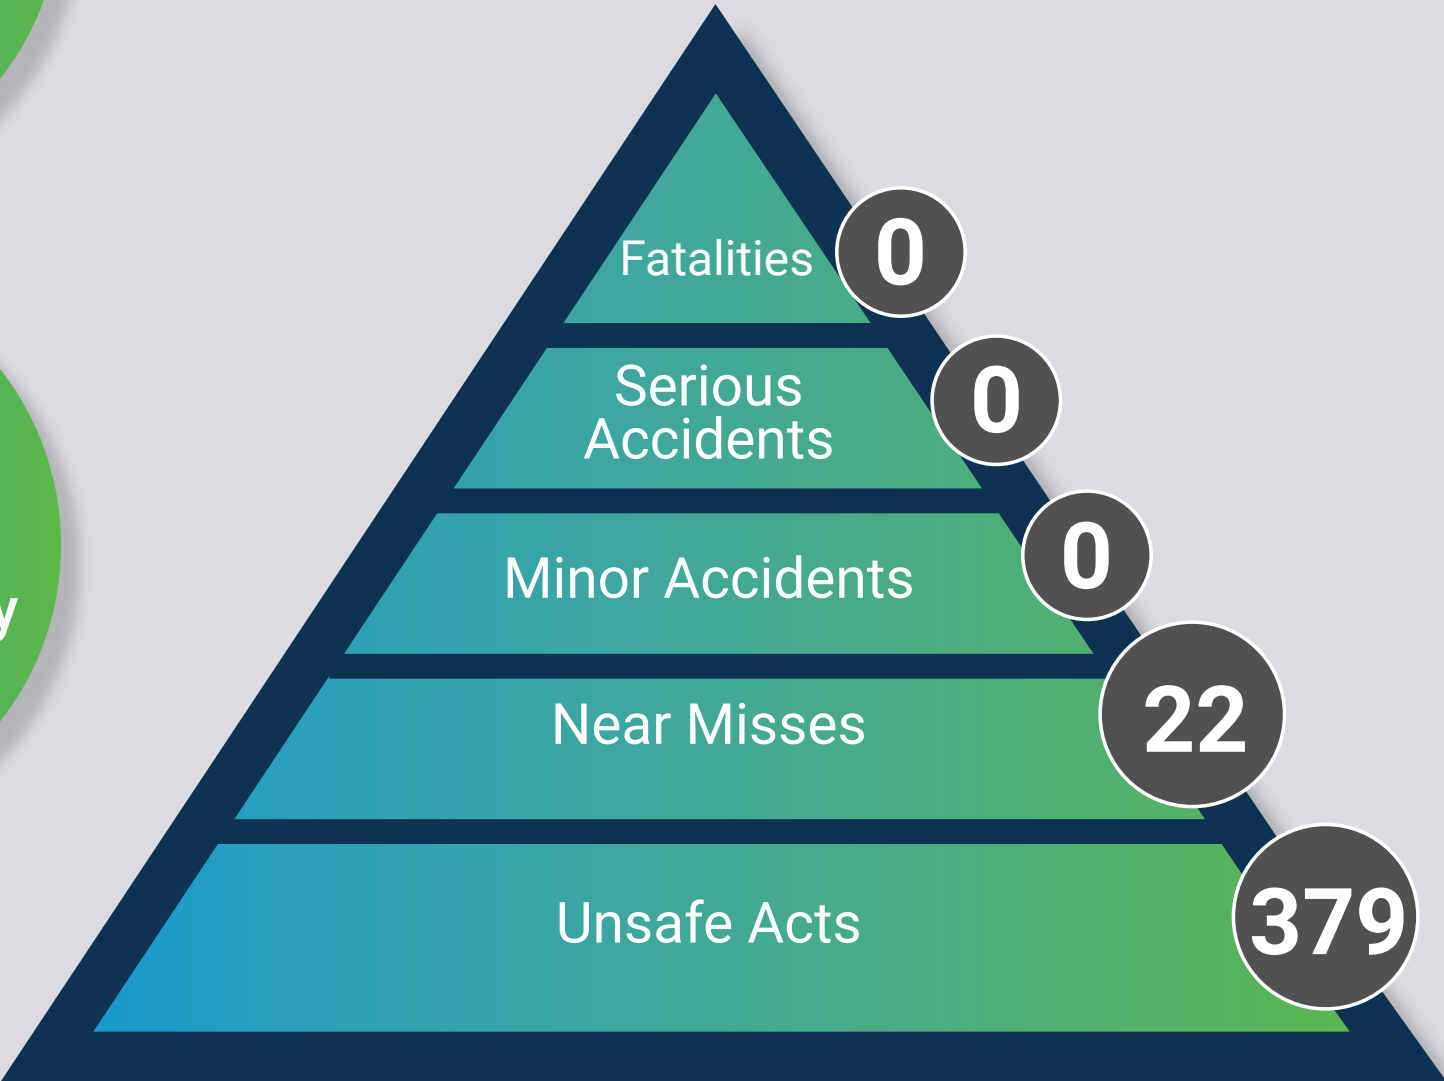 Fatalities
0
Serious
Accidents
0
Minor Accidents
0
Near Misses
22
Unsafe Acts
379
y